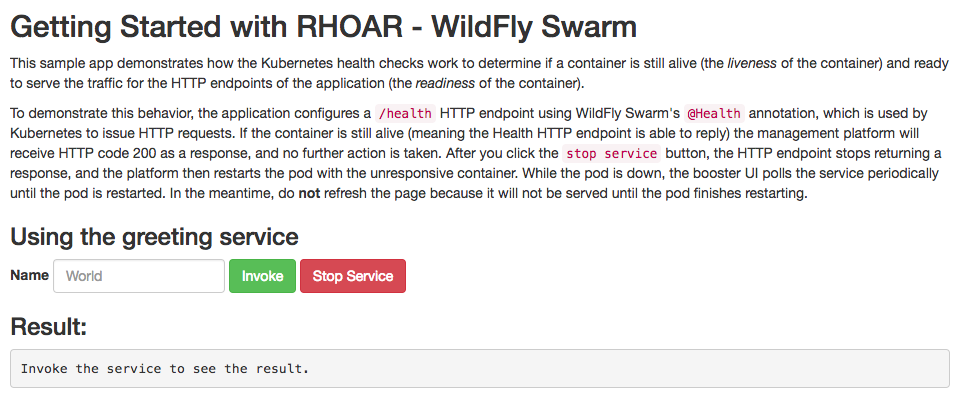 Getting Started with RHOAR - WildFly Swarm
This sample app demonstrates how the Kubernetes health checks work to determine if a container is still alive (the liveness of the container) and ready
to serve the traffic for the HTTP endpoints of the application (the readiness of the container).
To demonstrate this behavior, the application configures a /health HTTP endpoint using WildFly Swarm's @Health annotation, which is used by
Kubernetes to issue HTTP requests. If the container is still alive (meaning the Health HTTP endpoint is able to reply) the management platform will
receive HTTP code 200 as a response, and no further action is taken. After you click the stop service button, the HTTP endpoint stops returning a
response, and the platform then restarts the pod with the unresponsive container. While the pod is down, the booster UI polls the service periodically
until the pod is restarted. In the meantime, do not refresh the page because it will not be served until the pod finishes restarting.
Using the greeting service
Name World Invoke Stop Service
Result:
Invoke the service to see the result.